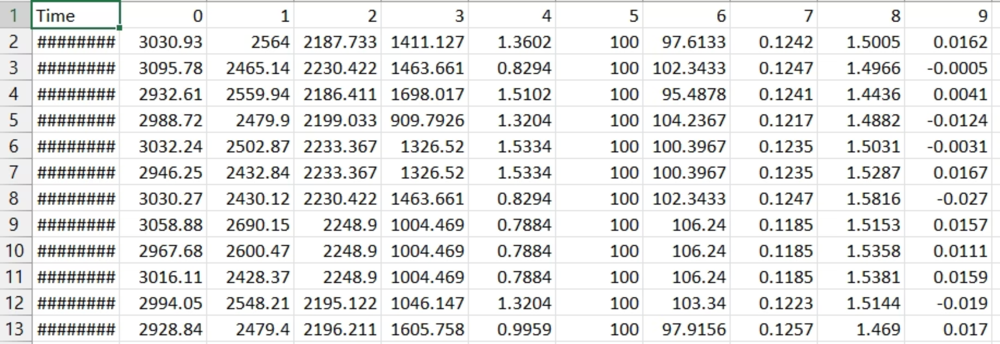 1 Time 0 1 2 3 4 5 6 7 8 9
2 ######## 3030.93 2564 2187.733 1411.127 1.3602 100 97.6133 0.1242 1.5005 0.0162
3 ######## 3095.78 2465.14 2230.422 1463.661 0.8294 100 102.3433 0.1247 1.4966 -0.0005
4 ######## 2932.61 2559.94 2186.411 1698.017 1.5102 100 95.4878 0.1241 1.4436 0.0041
5 ######## 2988.72 2479.9 2199.033 909.7926 1.3204 100 104.2367 0.1217 1.4882 -0.0124
6 ######## 3032.24 2502.87 2233.367 1326.52 1.5334 100 100.3967 0.1235 1.5031 -0.0031
7 ######## 2946.25 2432.84 2233.367 1326.52 1.5334 100 100.3967 0.1235 1.5287 0.0167
8 ######## 3030.27 2430.12 2230.422 1463.661 0.8294 100 102.3433 0.1247 1.5816 -0.027
9 ######## 3058.88 2690.15 2248.9 1004.469 0.7884 100 106.24 0.1185 1.5153 0.0157
10 ######## 2967.68 2600.47 2248.9 1004.469 0.7884 100 106.24 0.1185 1.5358 0.0111
11 ######## 3016.11 2428.37 2248.9 1004.469 0.7884 100 106.24 0.1185 1.5381 0.0159
12 ######## 2994.05 2548.21 2195.122 1046.147 1.3204 100 103.34 0.1223 1.5144 -0.019
13 ######## 2928.84 2479.4 2196.211 1605.758 0.9959 100 97.9156 0.1257 1.469 0.017